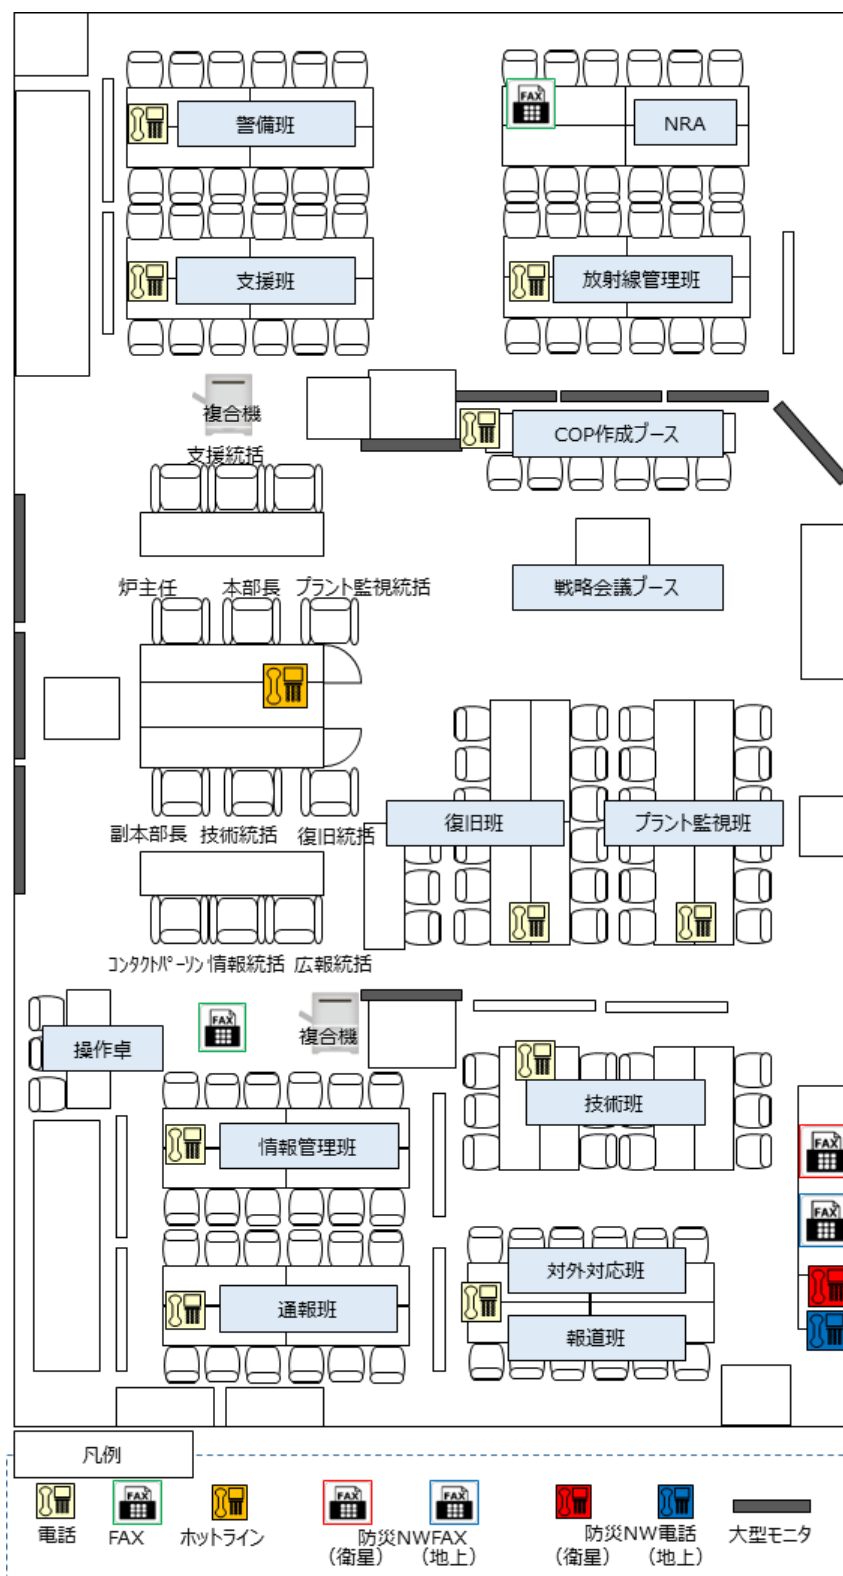 警備班
FAX
NRA
支援班
放射線管理班
複合機
COP作成ブース
支援統括
戦略会議ブース
炉主任
本部長
プラント監視統括
復旧班
プラント監視班
副本部長
技術統括
復旧統括
コンタクトパーソン
情報統括
広報統括
操作卓
FAX
複合機
技術班
情報管理班
FAX
FAX
対外対応班
通報班
報道班
凡例
FAX
FAX
FAX
電話
FAX
ホットライン
防災NWFAX
(衛星)
(地上)
防災NW電話
(衛星)
(地上)
大型モニタ